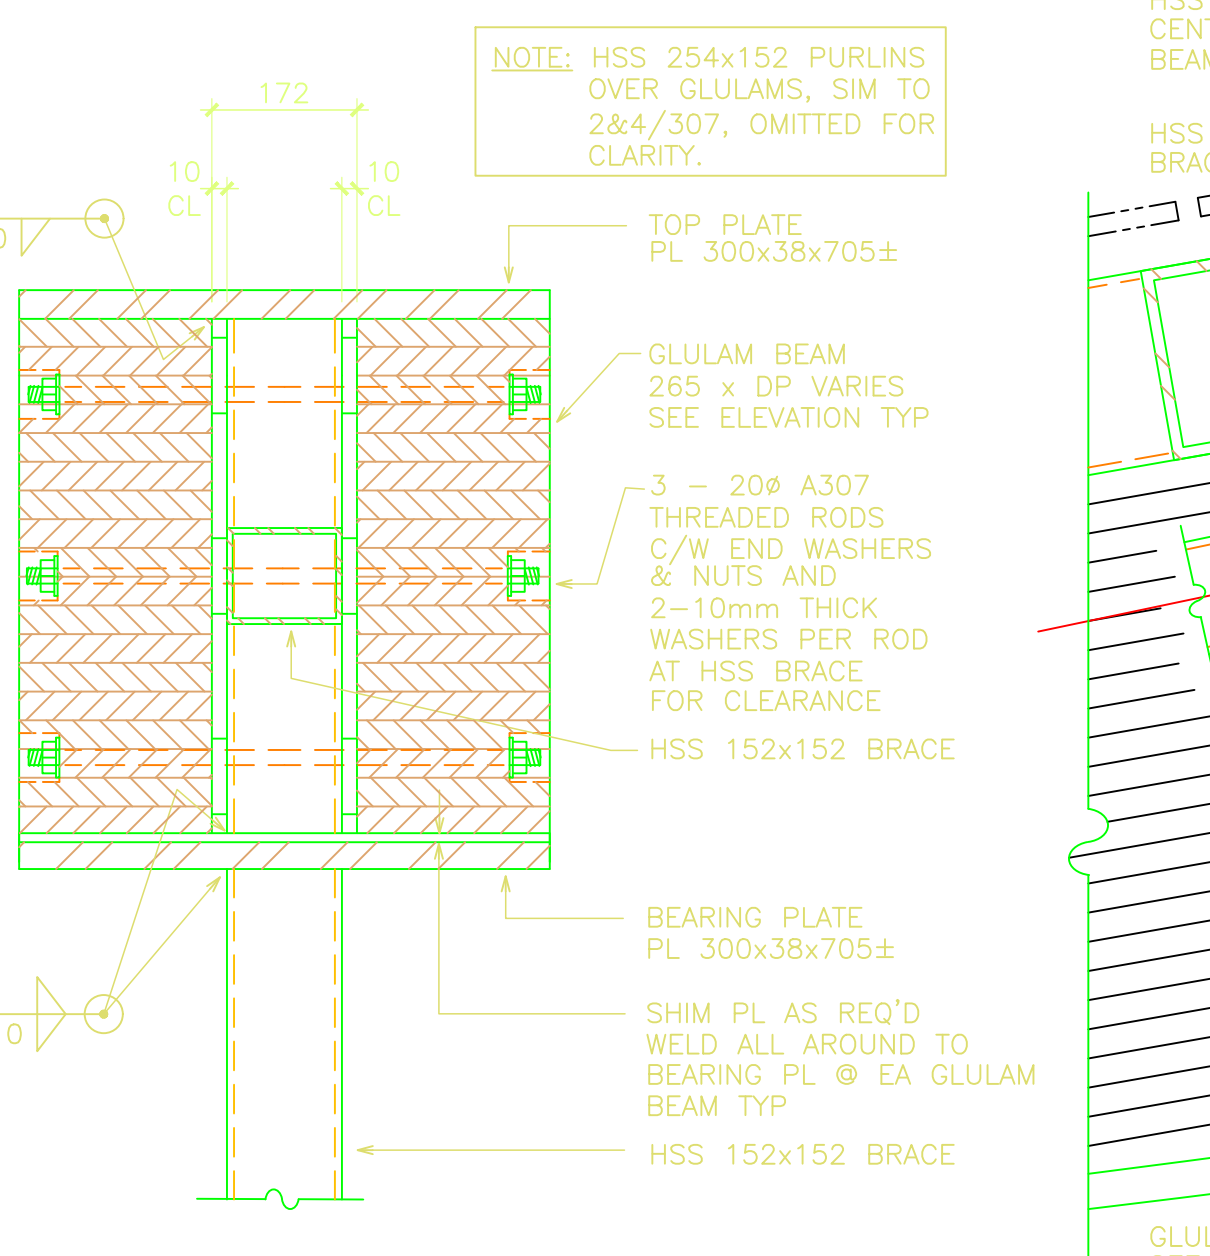 NOTE: HSS 254x152 PURLINS
OVER GLULAMS, SIM TO
2&4/307, OMITTED FOR
CLARITY.
172
10
CL
10
CL
TOP PLATE
PL 300x38x705±
GLULAM BEAM
265 x DP VARIES
SEE ELEVATION TYP
3 - 20ø A307
THREADED RODS
C/W END WASHERS
& NUTS AND
2-10mm THICK
WASHERS PER ROD
AT HSS BRACE
FOR CLEARANCE
HSS 152x152 BRACE
BEARING PLATE
PL 300x38x705±
SHIM PL AS REQ'D
WELD ALL AROUND TO
BEARING PL @ EA GLULAM
BEAM TYP
HSS 152x152 BRACE
0
HSS
HSS